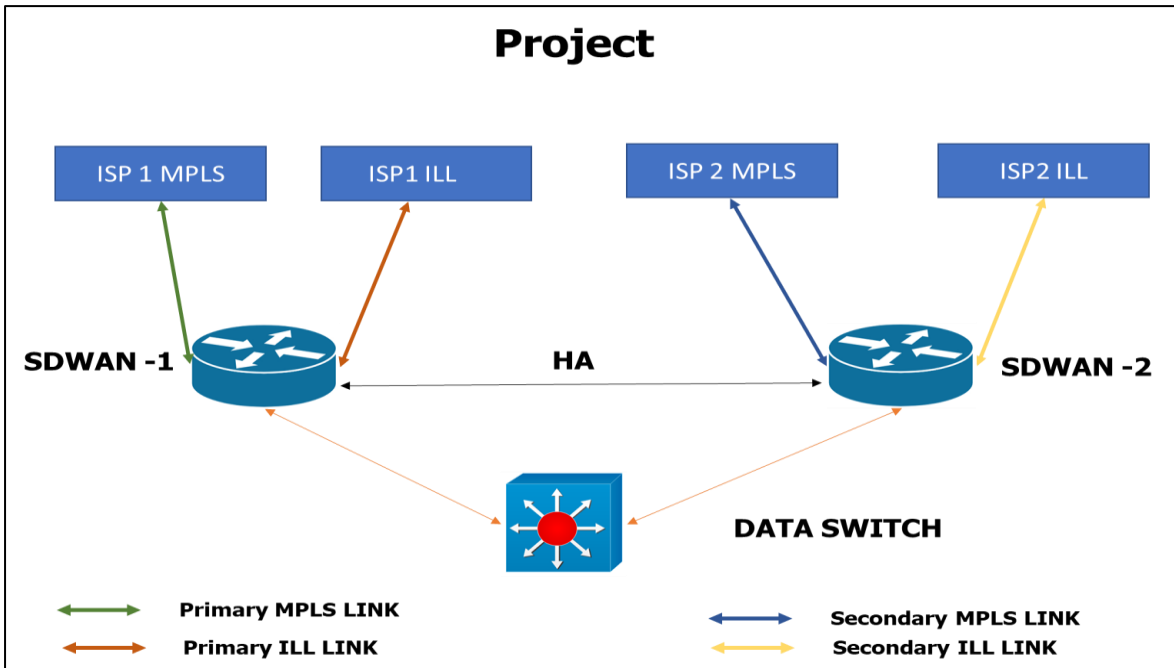 Project
ISP 1 MPLS
ISP1 ILL
ISP 2 MPLS
ISP2 ILL
SDWAN -1
HA
SDWAN -2
DATA SWITCH
Primary MPLS LINK
Secondary MPLS LINK
Primary ILL LINK
Secondary ILL LINK